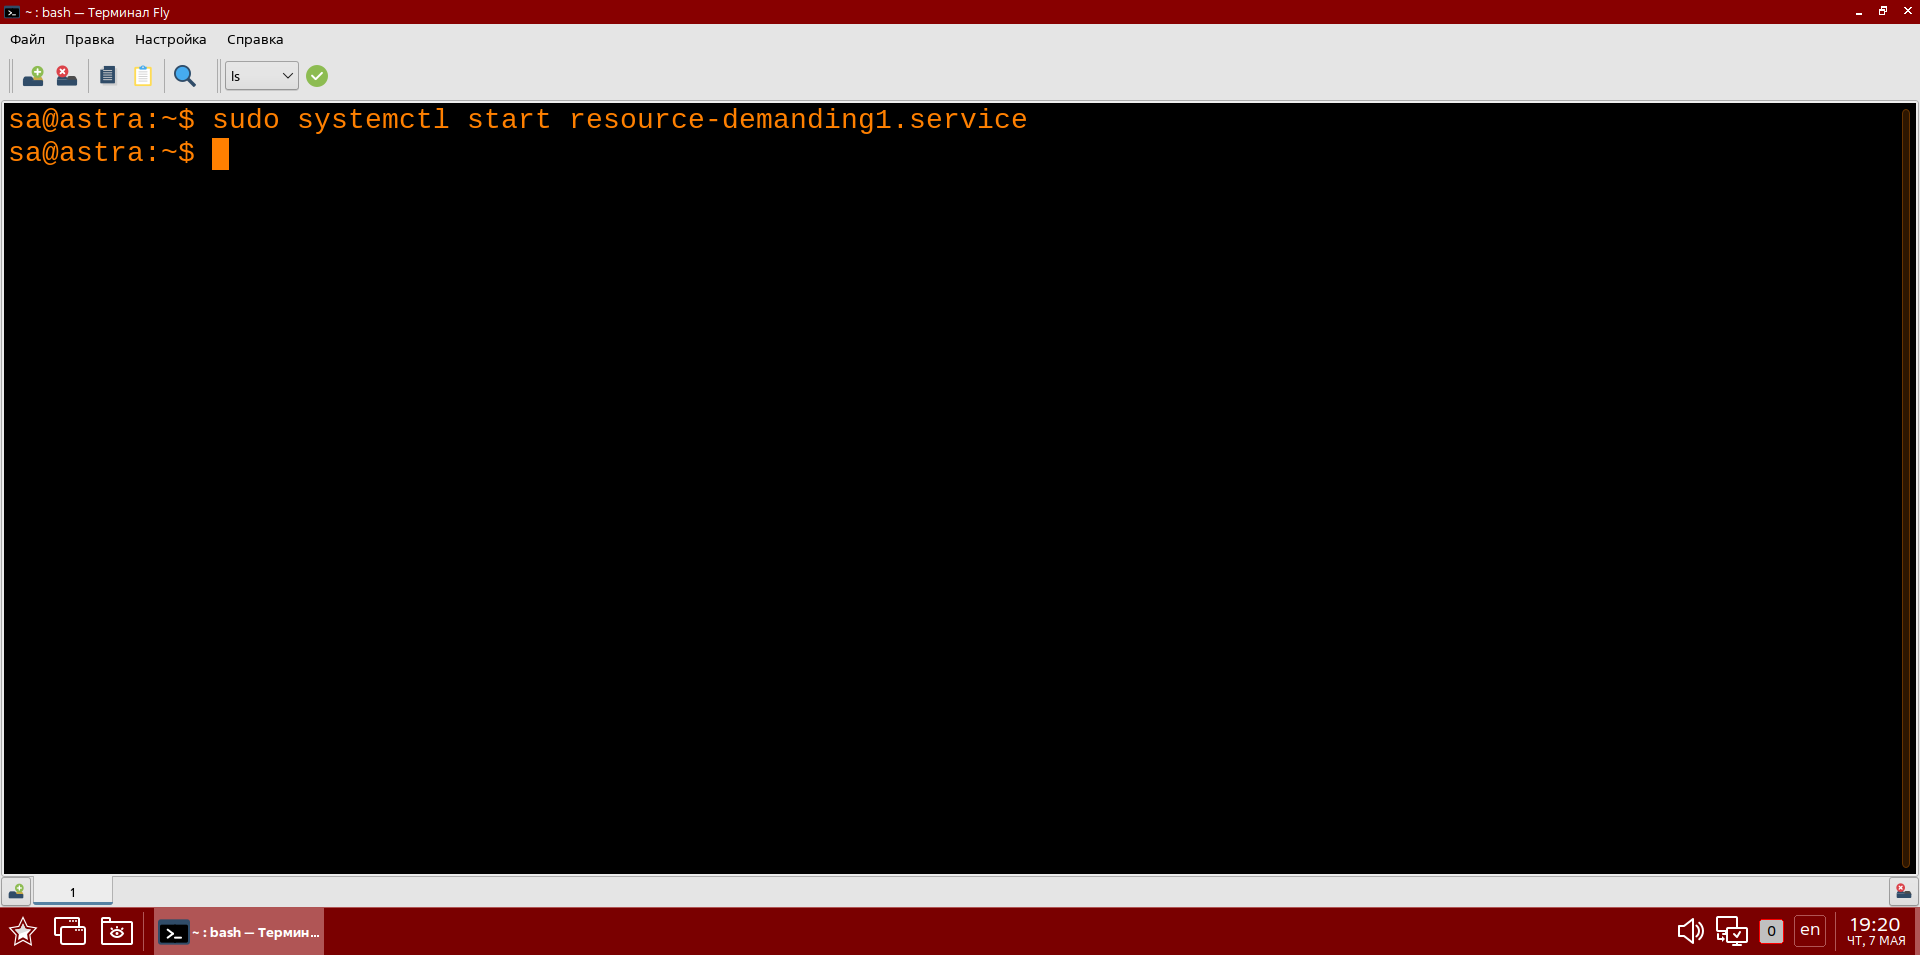 ~ : bash — Терминал Fly
Файл Правка Настройка Справка
ls
sa@astra:~$ sudo systemctl start resource-demanding1.service
sa@astra:~$
1
~ : bash — Термин...
0
en
19:20
ЧТ, 7 МАЯ